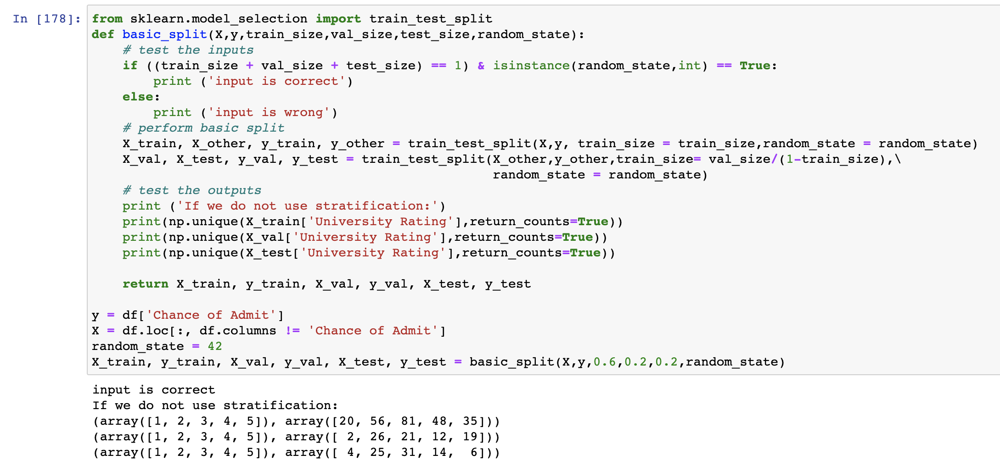 In [178]: from sklearn.model_selection import train_test_split
def basic_split(X,y,train_size,val_size,test_size,random_state):
    # test the inputs
    if ((train_size + val_size + test_size) == 1) & isinstance(random_state,int) == True:
        print ('input is correct')
    else:
        print ('input is wrong')
    # perform basic split
    X_train, X_other, y_train, y_other = train_test_split(X,y, train_size = train_size,random_state = random_state)
    X_val, X_test, y_val, y_test = train_test_split(X_other,y_other,train_size= val_size/(1-train_size),\
                                                    random_state = random_state)
    # test the outputs
    print ('If we do not use stratification:')
    print(np.unique(X_train['University Rating'],return_counts=True))
    print(np.unique(X_val['University Rating'],return_counts=True))
    print(np.unique(X_test['University Rating'],return_counts=True))

    return X_train, y_train, X_val, y_val, X_test, y_test

y = df['Chance of Admit']
X = df.loc[:, df.columns != 'Chance of Admit']
random_state = 42
X_train, y_train, X_val, y_val, X_test, y_test = basic_split(X,y,0.6,0.2,0.2,random_state)
input is correct
If we do not use stratification:
(array([1, 2, 3, 4, 5]), array([20, 56, 81, 48, 35]))
(array([1, 2, 3, 4, 5]), array([ 2, 26, 21, 12, 19]))
(array([1, 2, 3, 4, 5]), array([ 4, 25, 31, 14,  6]))